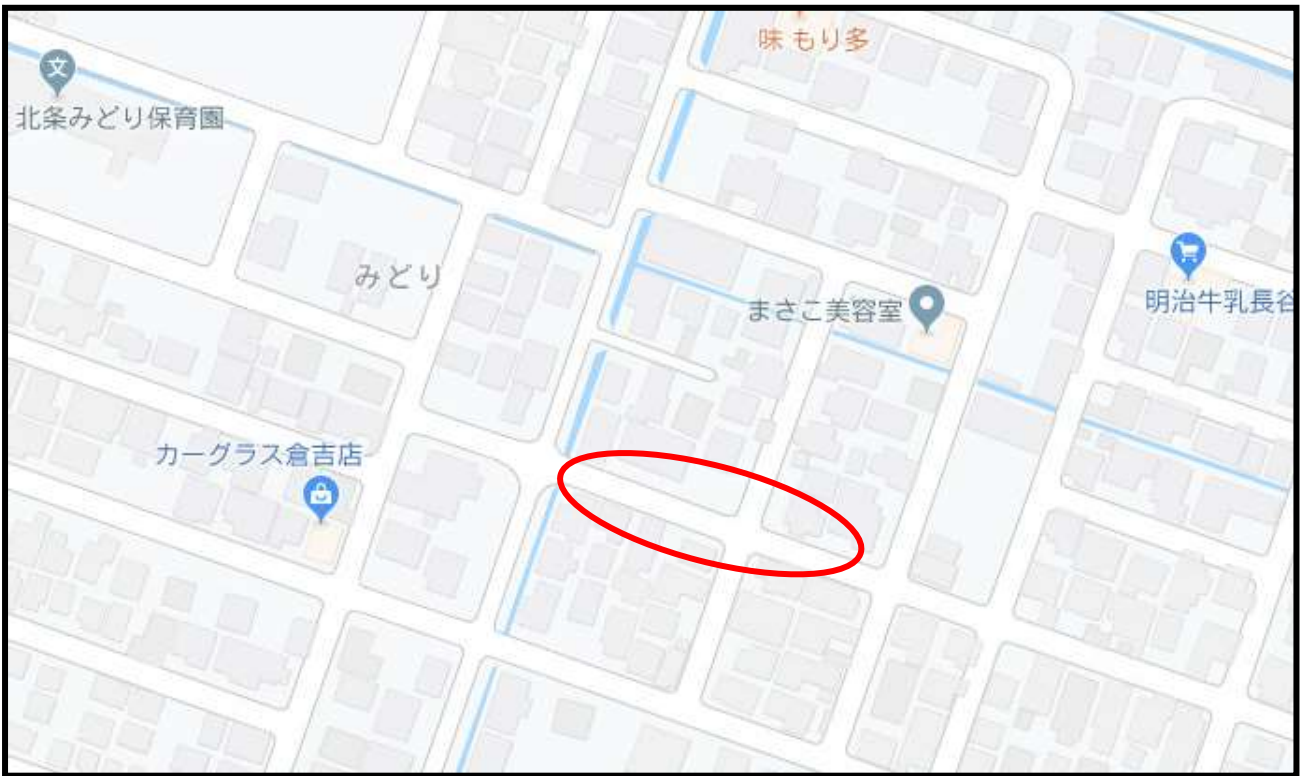 味 もり多
文
北条みどり保育園
みどり
まさこ美容室
明治牛乳長谷
カーグラス倉吉店